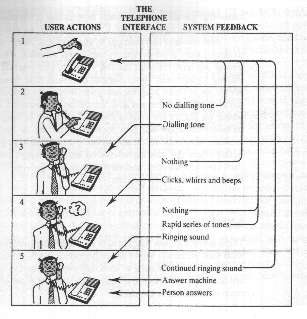 THE
TELEPHONE
USER ACTIONS INTERFACE SYSTEM FEEDBACK
1
2
No dialling tone
Dialling tone
3
Nothing
Clicks, whirrs and beeps
4
?
Nothing
Rapid series of tones
Ringing sound
5
Continued ringing sound
Answer machine
Person answers